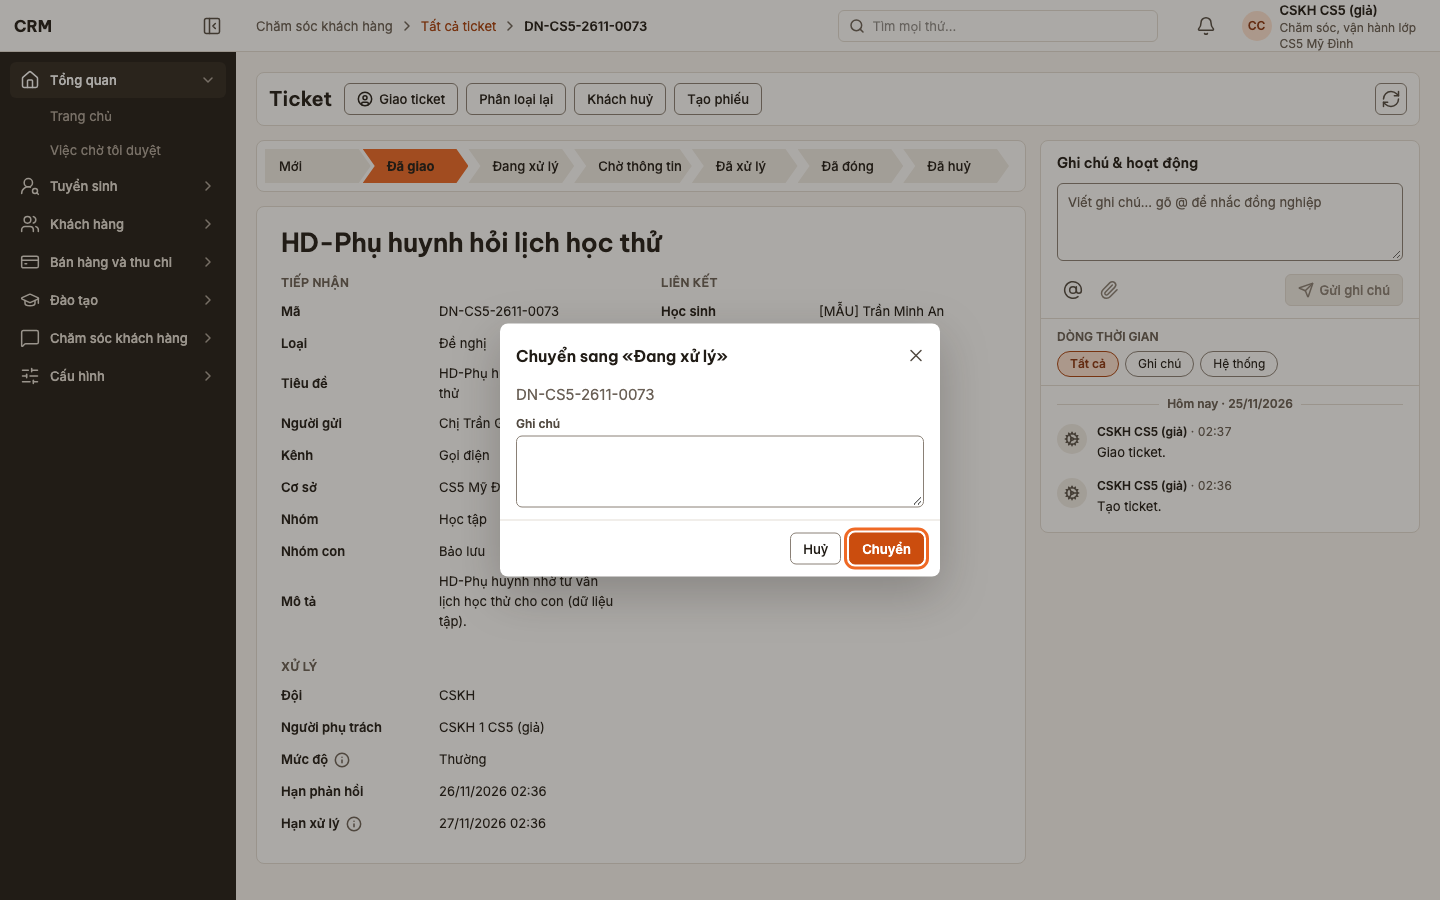 CRM
Chăm sóc khách hàng > Tất cả ticket > DN-CS5-2611-0073
Tìm mọi thứ...
CC
CSKH CS5 (giả)
Chăm sóc, vận hành lớp
CS5 Mỹ Đình
Tổng quan
Trang chủ
Việc chờ tôi duyệt
Tuyển sinh
Khách hàng
Bán hàng và thu chi
Đào tạo
Chăm sóc khách hàng
Cấu hình
Ticket
Giao ticket
Phân loại lại
Khách huỷ
Tạo phiếu
Mới
Đã giao
Đang xử lý
Chờ thông tin
Đã xử lý
Đã đóng
Đã huỷ
HD-Phụ huynh hỏi lịch học thử
TIẾP NHẬN
Mã DN-CS5-2611-0073
Loại Đề nghị
Tiêu đề HD-Phụ h
thử
Người gửi Chị Trần
Kênh Gọi điện
Cơ sở CS5 Mỹ
Nhóm Học tập
Nhóm con Bảo lưu
Mô tả HD-Phụ huynh nhờ tư vấn
lịch học thử cho con (dữ liệu
tập).
LIÊN KẾT
Học sinh [MẪU] Trần Minh An
XỬ LÝ
Đội CSKH
Người phụ trách CSKH 1 CS5 (giả)
Mức độ Thường
Hạn phản hồi 26/11/2026 02:36
Hạn xử lý 27/11/2026 02:36
Chuyển sang «Đang xử lý»
DN-CS5-2611-0073
Ghi chú
Huỷ
Chuyển
Ghi chú & hoạt động
Viết ghi chú... gõ @ để nhắc đồng nghiệp
Gửi ghi chú
DÒNG THỜI GIAN
Tất cả
Ghi chú
Hệ thống
Hôm nay · 25/11/2026
CSKH CS5 (giả) · 02:37
Giao ticket.
CSKH CS5 (giả) · 02:36
Tạo ticket.